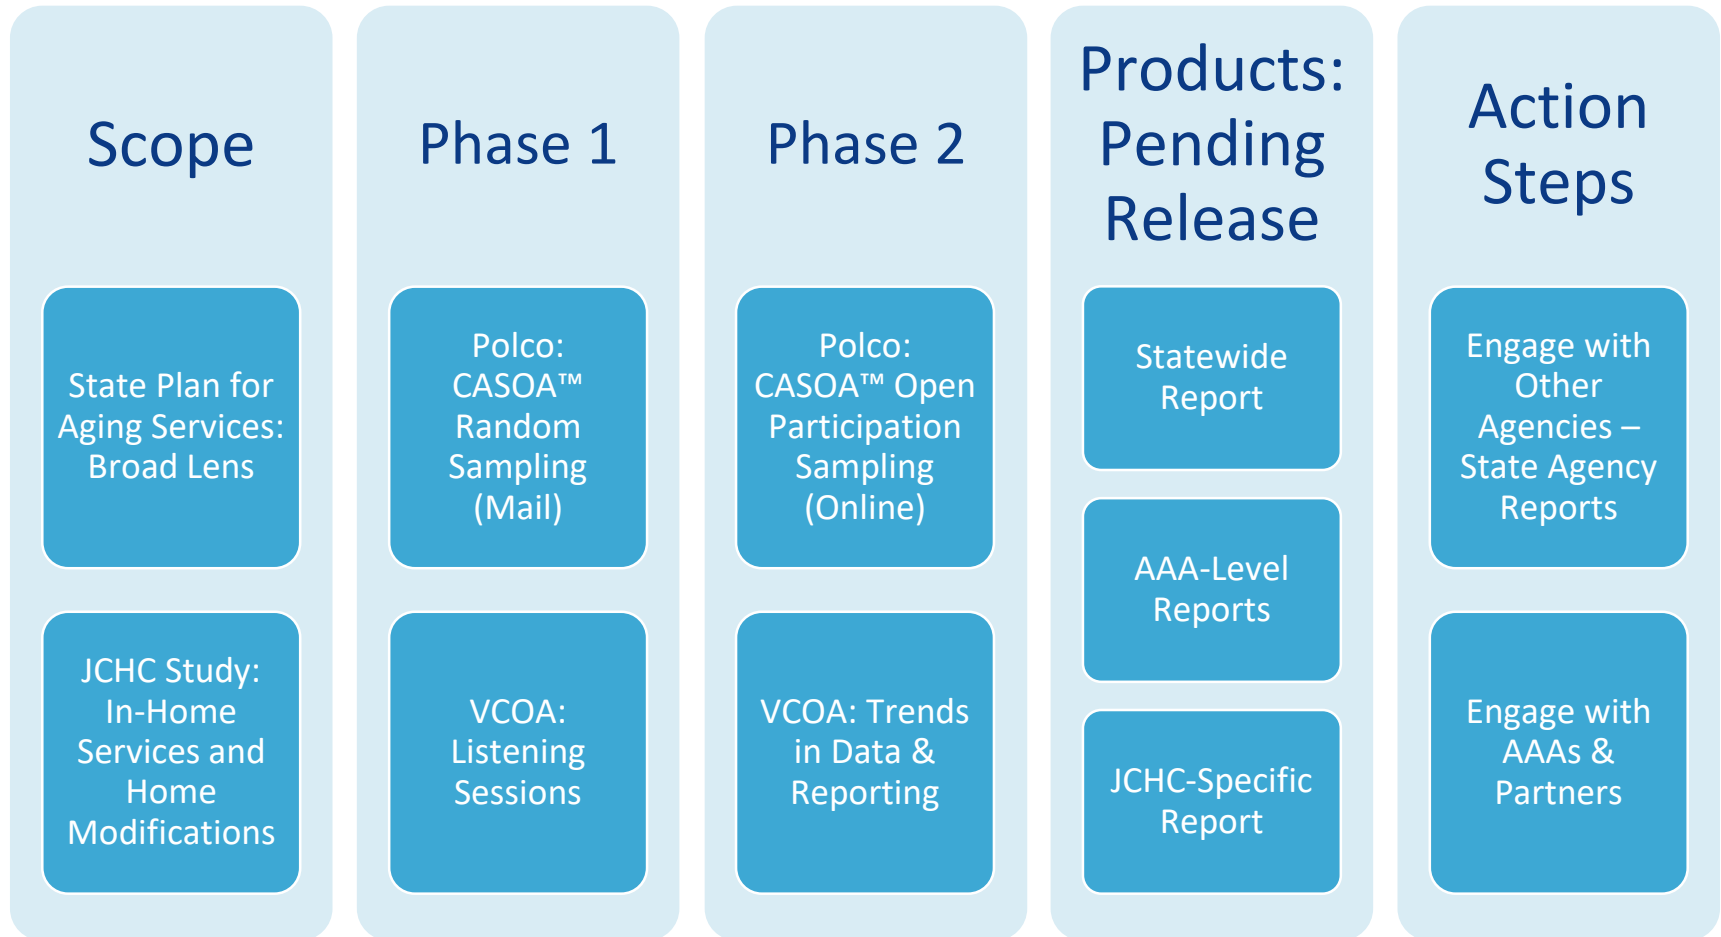 Scope
State Plan for
Aging Services:
Broad Lens
JCHC Study:
In-Home
Services and
Home
Modifications
Phase 1
Polco:
CASOA™
Random
Sampling
(Mail)
VCOA:
Listening
Sessions
Phase 2
Polco:
CASOA™ Open
Participation
Sampling
(Online)
VCOA: Trends
in Data &
Reporting
Products:
Pending
Release
Statewide
Report
AAA-Level
Reports
JCHC-Specific
Report
Action
Steps
Engage with
Other
Agencies –
State Agency
Reports
Engage with
AAAs &
Partners